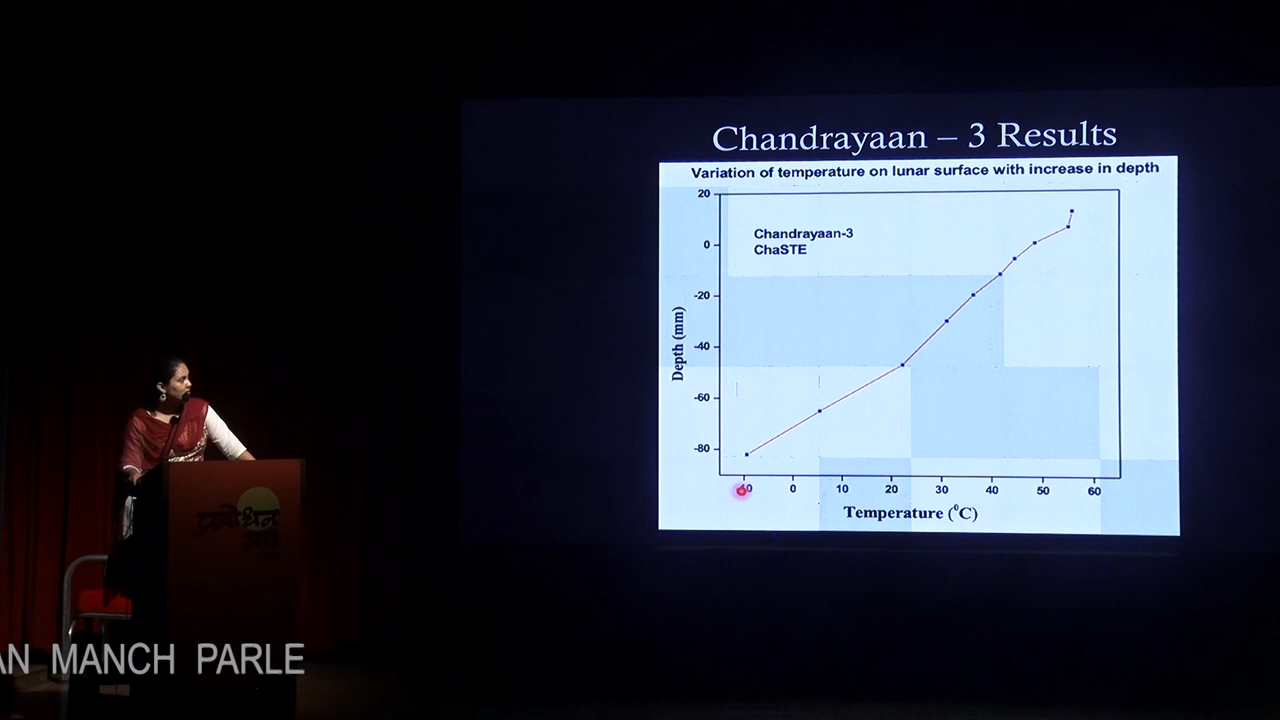 Chandrayaan – 3 Results
Variation of temperature on lunar surface with increase in depth
20
0
-20
-40
-60
-80
Chandrayaan-3
ChaSTE
Depth (mm)
0
10
20
30
40
50
60
Temperature (⁰C)
AN MANCH PARLE